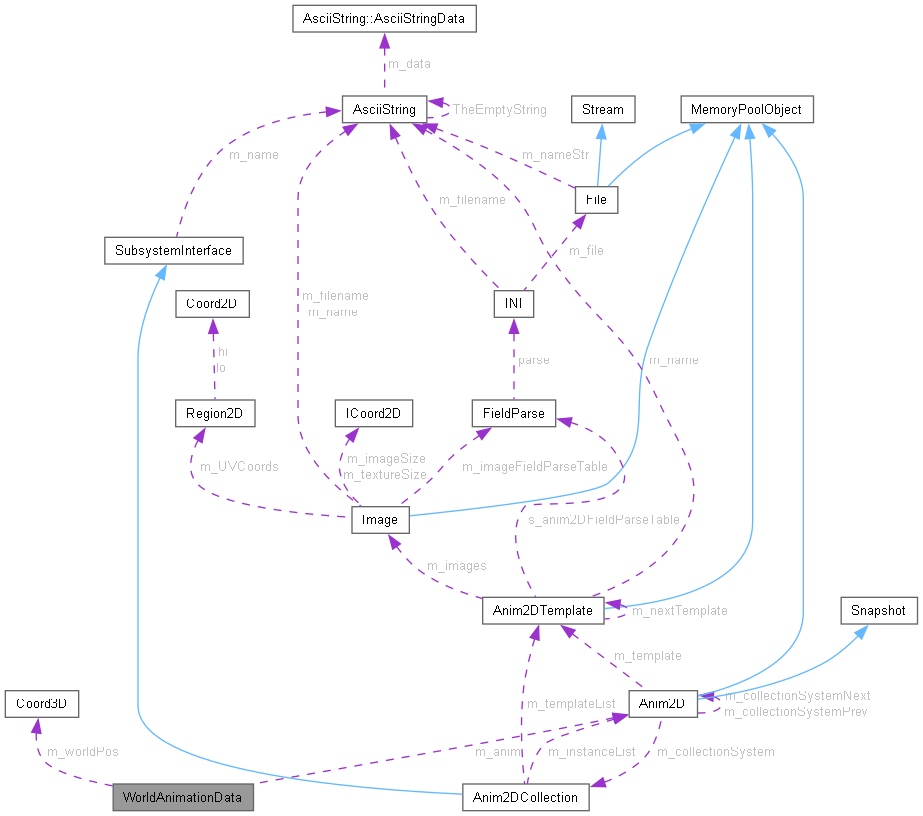 AsciiString::AsciiStringData
m_data
AsciiString
TheEmptyString
Stream
MemoryPoolObject
m_name
m_nameStr
m_filename
File
SubsystemInterface
m_file
Coord2D
m_filename
m_name
INI
hi
lo
parse
m_name
Region2D
ICoord2D
FieldParse
m_UVCoords
m_imageSize
m_textureSize
m_imageFieldParseTable
Image
s_anim2DFieldParseTable
m_images
Anim2DTemplate
m_nextTemplate
Snapshot
m_template
Coord3D
m_templateList
Anim2D
m_collectionSystemNext
m_collectionSystemPrev
m_worldPos
m_anim
m_instanceList
m_collectionSystem
WorldAnimationData
Anim2DCollection